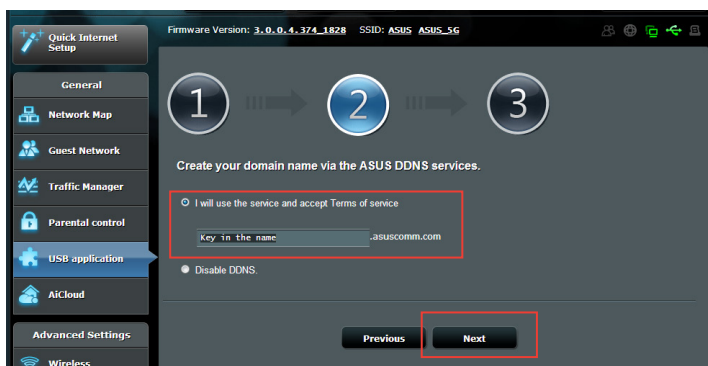 Quick Internet
Setup
Firmware Version: 3.0.0.4.374_1828 SSID: ASUS ASUS_5G
General
Network Map
Guest Network
Traffic Manager
Parental control
USB application
AiCloud
Advanced Settings
Wireless
1
2
3
Create your domain name via the ASUS DDNS services.
I will use the service and accept Terms of service
Key in the name .asuscomm.com
Disable DDNS.
Previous Next